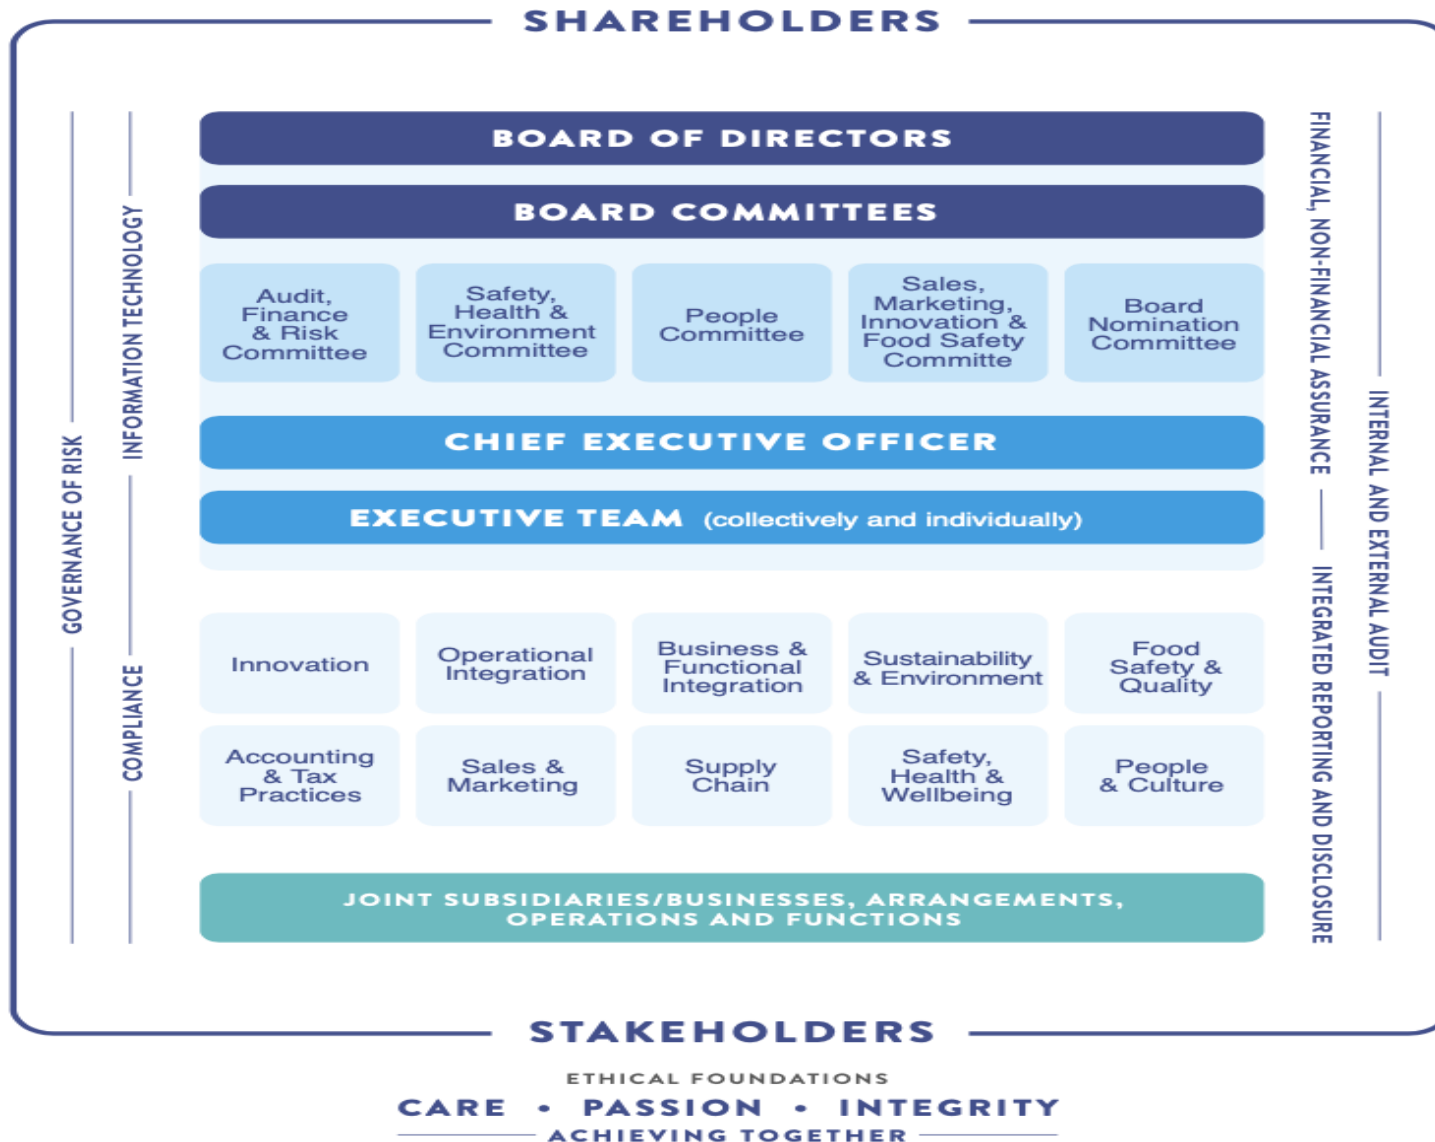 SHAREHOLDERS
BOARD OF DIRECTORS
BOARD COMMITTEES
Audit,
Finance
& Risk
Committee
Safety,
Health &
Environment
Committee
People
Committee
Sales,
Marketing,
Innovation &
Food Safety
Committe
Board
Nomination
Committee
CHIEF EXECUTIVE OFFICER
EXECUTIVE TEAM (collectively and individually)
Innovation
Operational
Integration
Business &
Functional
Integration
Sustainability
& Environment
Food
Safety &
Quality
Accounting
& Tax
Practices
Sales &
Marketing
Supply
Chain
Safety,
Health &
Wellbeing
People
& Culture
JOINT SUBSIDIARIES/BUSINESSES, ARRANGEMENTS,
OPERATIONS AND FUNCTIONS
GOVERNANCE OF RISK
INFORMATION TECHNOLOGY
COMPLIANCE
FINANCIAL, NON-FINANCIAL ASSURANCE
INTEGRATED REPORTING AND DISCLOSURE
INTERNAL AND EXTERNAL AUDIT
STAKEHOLDERS
ETHICAL FOUNDATIONS
CARE • PASSION • INTEGRITY
ACHIEVING TOGETHER